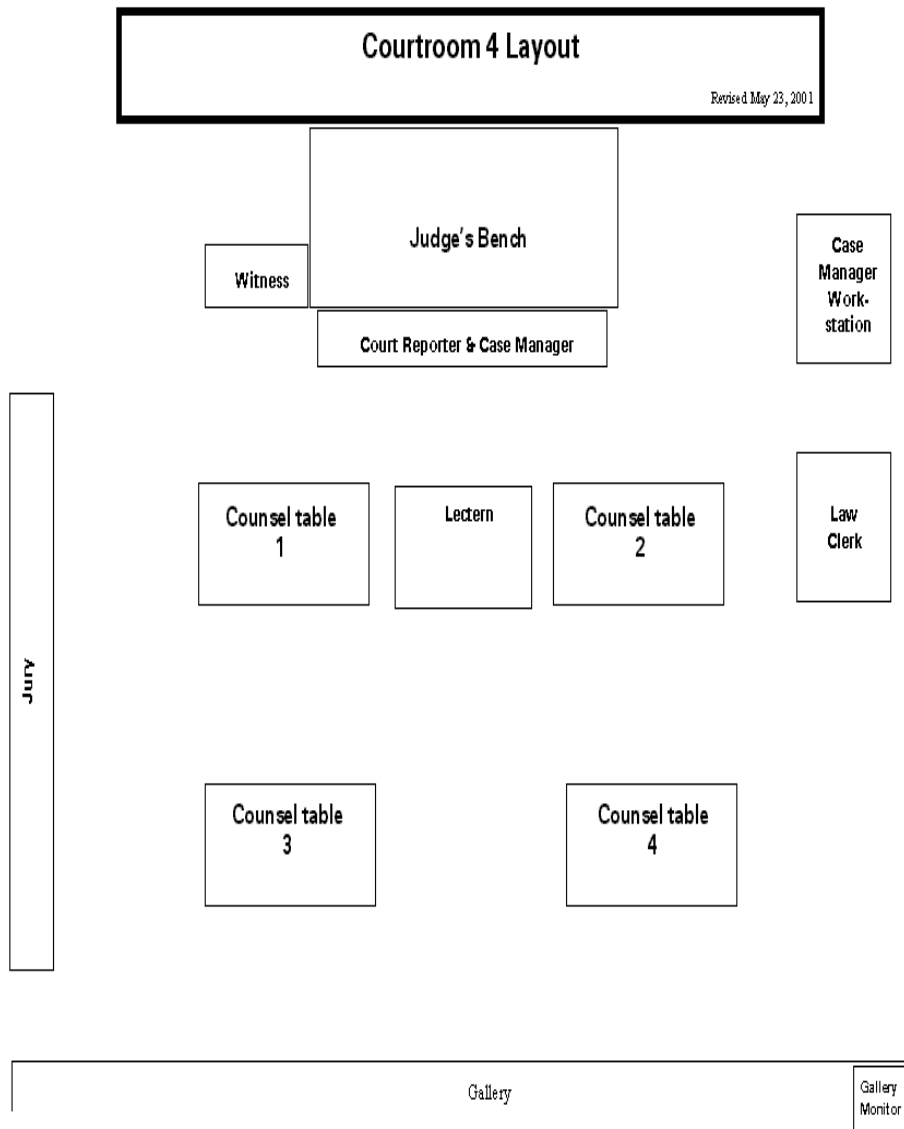 Courtroom 4 Layout
Revised May 23, 2001
Judge's Bench
Witness
Case
Manager
Work-
station
Court Reporter & Case Manager
Counsel table
1
Lectern
Counsel table
2
Law
Clerk
Jury
Counsel table
3
Counsel table
4
Gallery
Gallery
Monitor